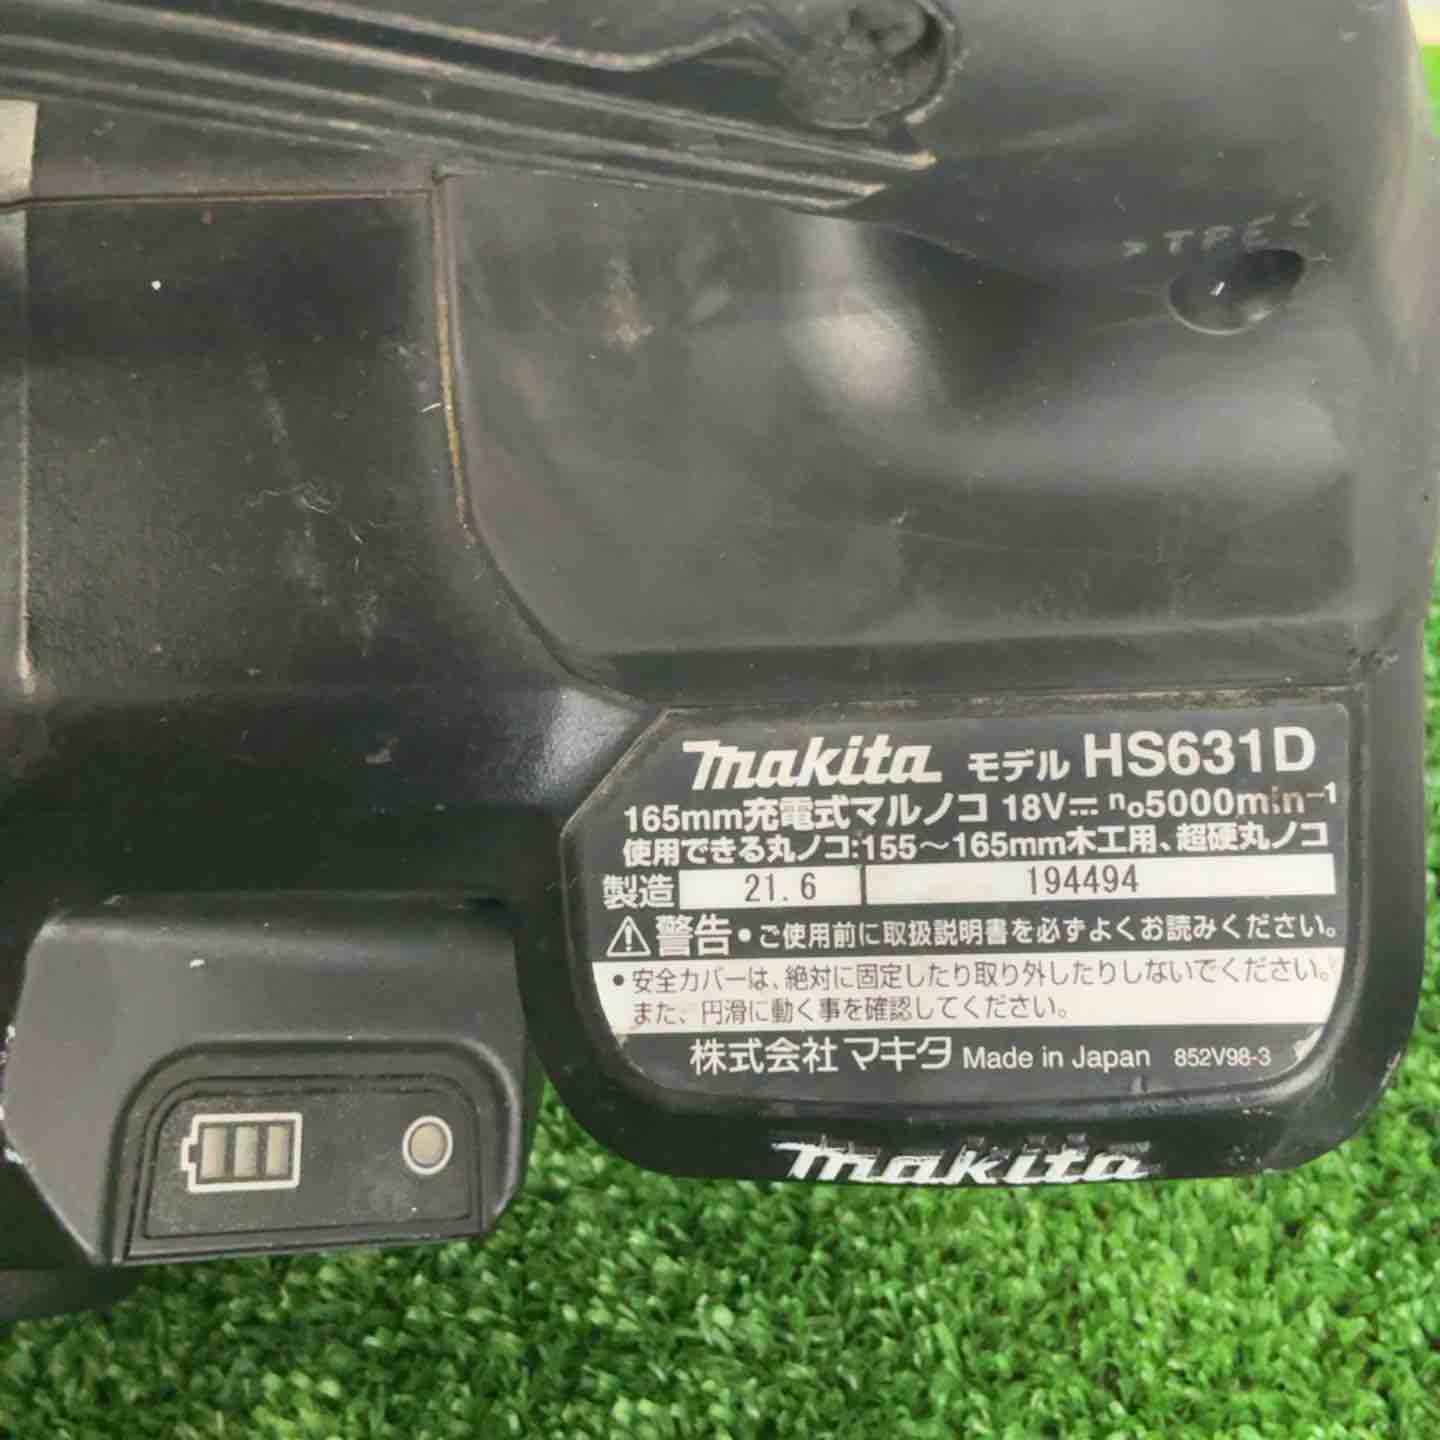 >TPE<
makita モデル HS631D
165mm充電式マルノコ 18V⎓ n₀5000min⁻¹
使用できる丸ノコ:155～165mm木工用、超硬丸ノコ
製造 21.6 194494
⚠警告 •ご使用前に取扱説明書を必ずよくお読みください。
•安全カバーは、絶対に固定したり取り外したりしないでください。
また、円滑に動く事を確認してください。
株式会社マキタ Made in Japan 852V98-3
makita